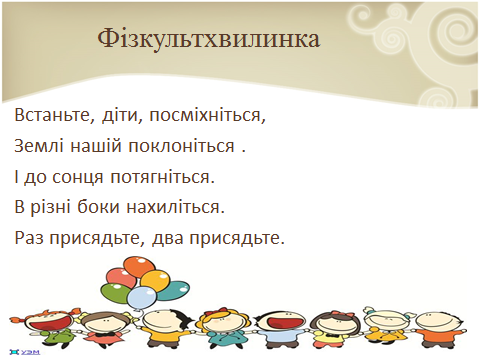 Фізкультхвилинка
Встаньте, діти, посміхніться,
Землі нашій поклоніться .
І до сонця потягніться.
В різні боки нахиліться.
Раз присядьте, два присядьте.
УЗМ